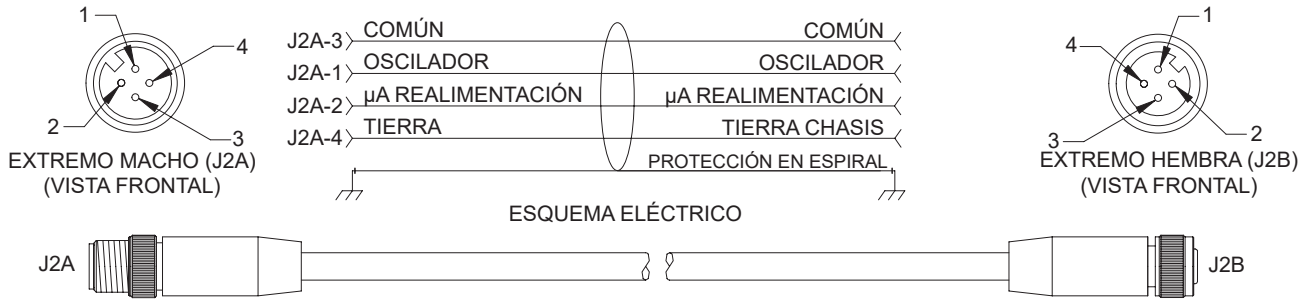 1
4
2
3
EXTREMO MACHO (J2A)
(VISTA FRONTAL)
J2A-3 COMÚN COMÚN
J2A-1 OSCILADOR OSCILADOR
J2A-2 µA REALIMENTACIÓN µA REALIMENTACIÓN
J2A-4 TIERRA TIERRA CHASIS
PROTECCIÓN EN ESPIRAL
ESQUEMA ELÉCTRICO
1
4
2
3
EXTREMO HEMBRA (J2B)
(VISTA FRONTAL)
J2A
J2B